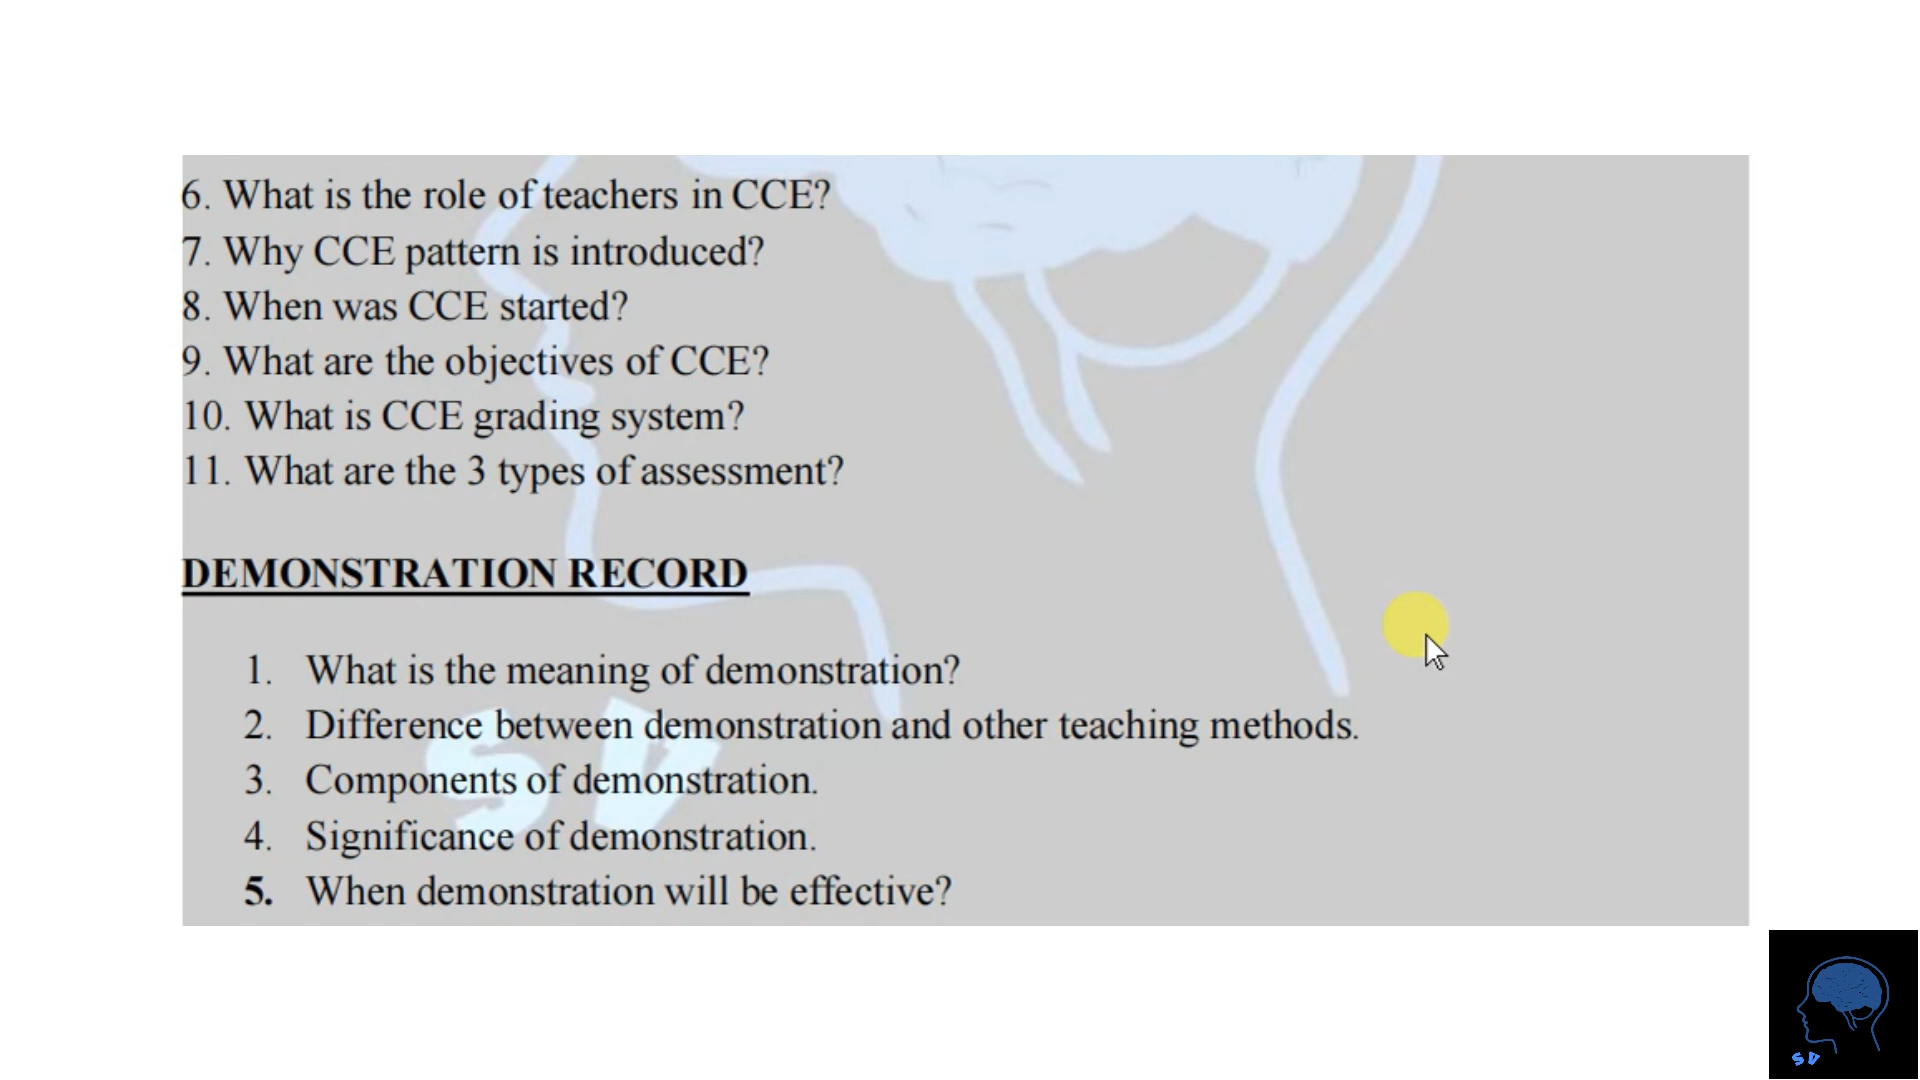 6. What is the role of teachers in CCE?
7. Why CCE pattern is introduced?
8. When was CCE started?
9. What are the objectives of CCE?
10. What is CCE grading system?
11. What are the 3 types of assessment?
DEMONSTRATION RECORD
1. What is the meaning of demonstration?
2. Difference between demonstration and other teaching methods.
3. Components of demonstration.
4. Significance of demonstration.
5. When demonstration will be effective?
SV
SV